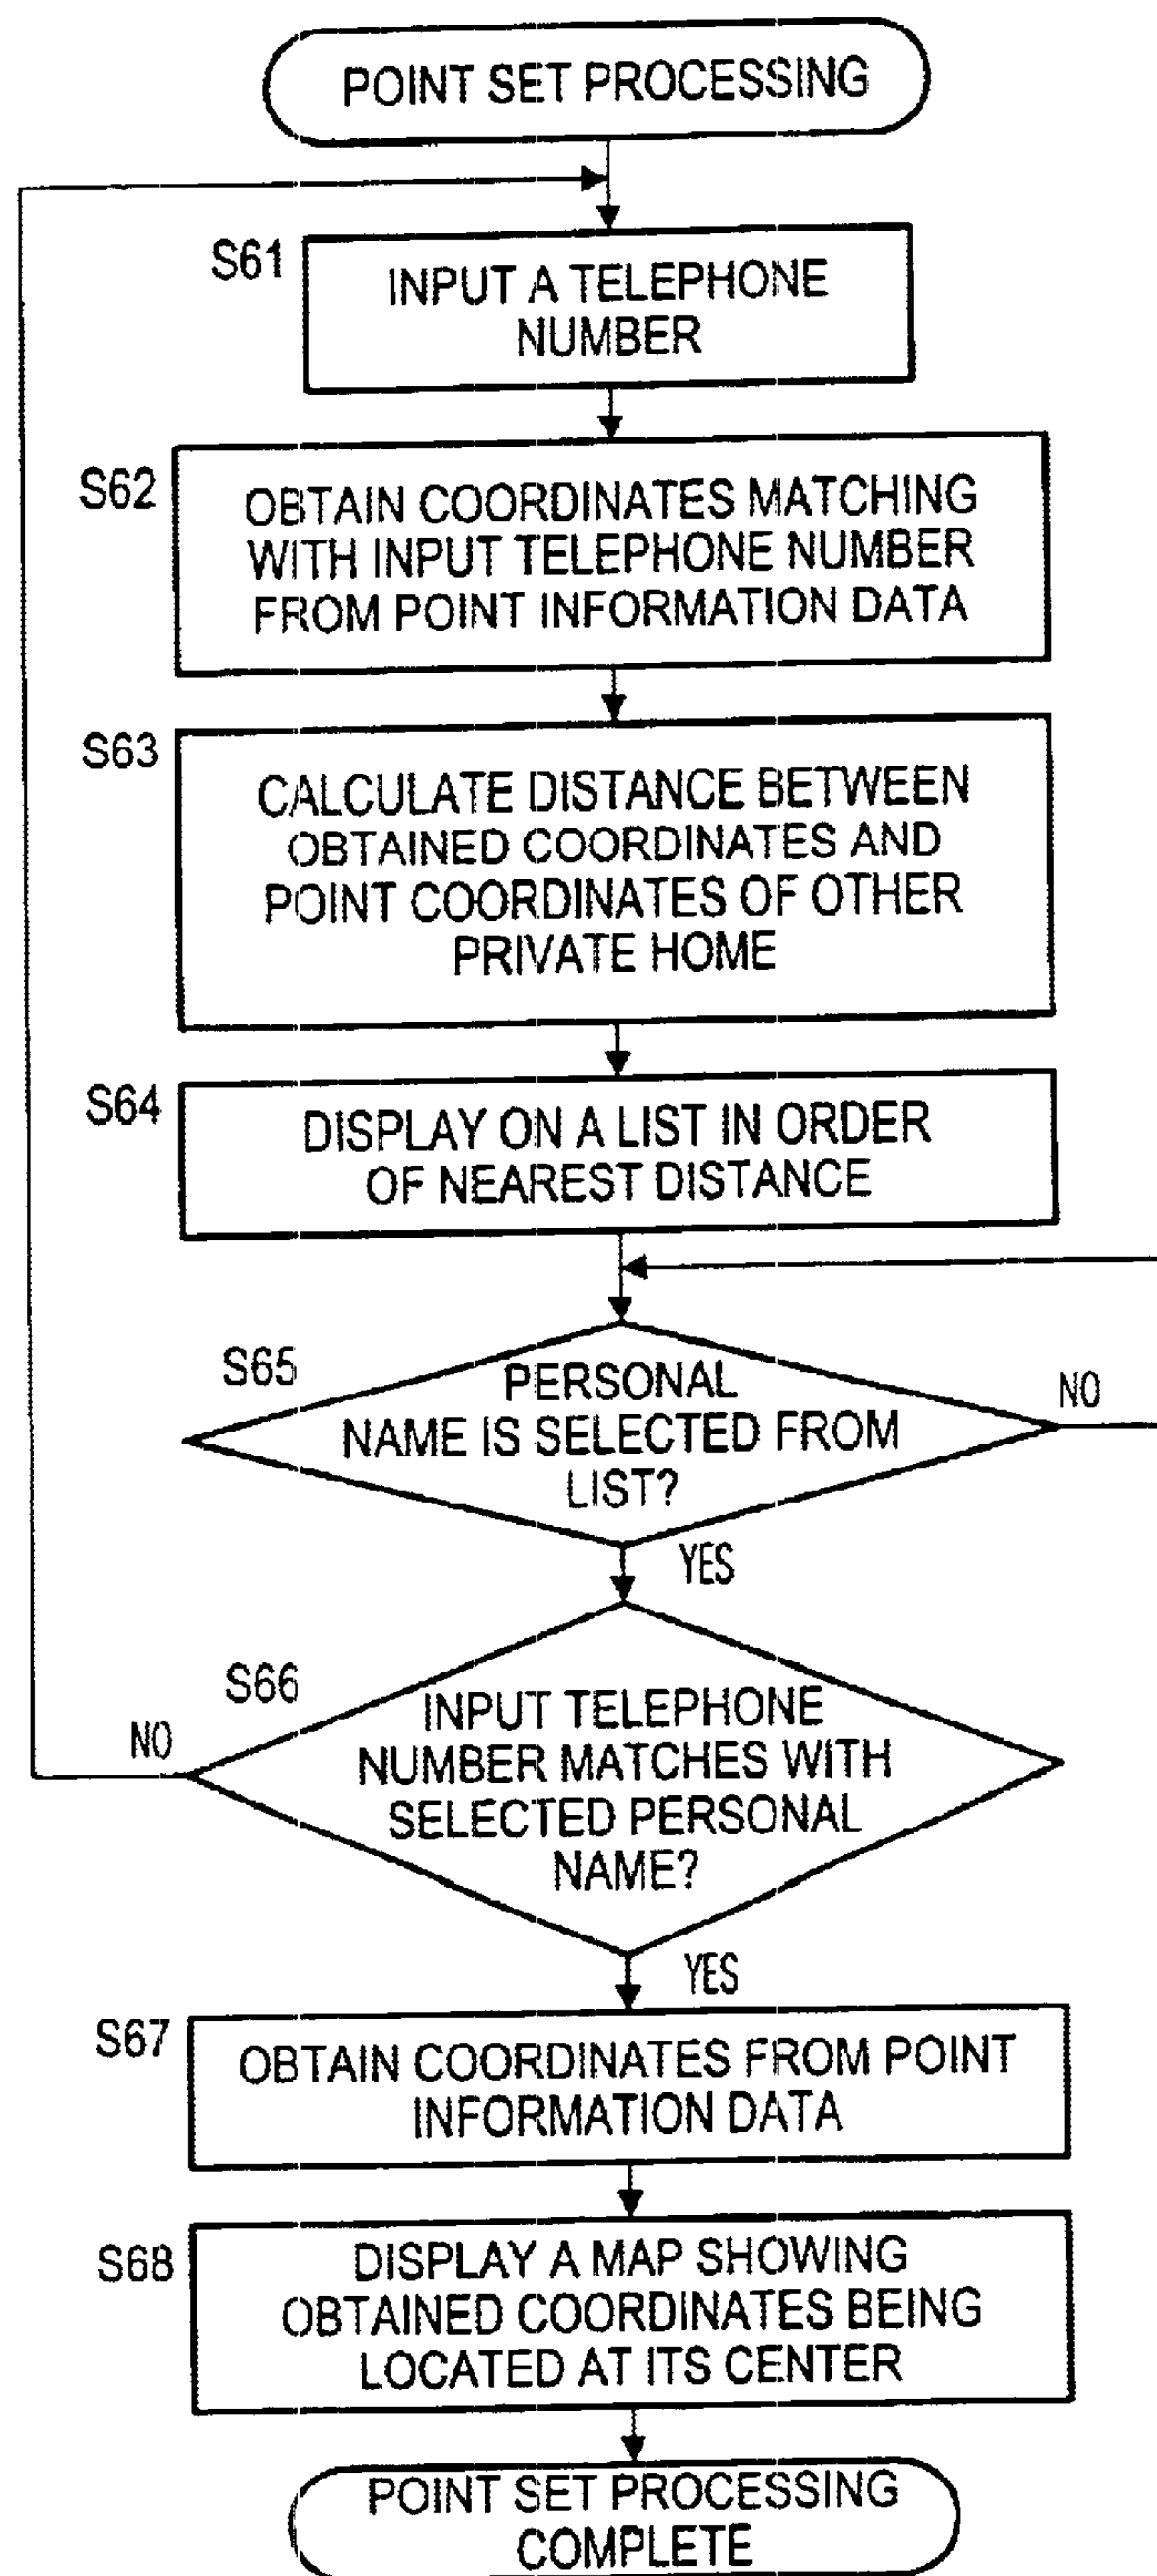 POINT SET PROCESSING
S61
INPUT A TELEPHONE
NUMBER
S62
OBTAIN COORDINATES MATCHING
WITH INPUT TELEPHONE NUMBER
FROM POINT INFORMATION DATA
S63
CALCULATE DISTANCE BETWEEN
OBTAINED COORDINATES AND
POINT COORDINATES OF OTHER
PRIVATE HOME
S64
DISPLAY ON A LIST IN ORDER
OF NEAREST DISTANCE
S65
PERSONAL
NAME IS SELECTED FROM
LIST?
NO
YES
S66
INPUT TELEPHONE
NUMBER MATCHES WITH
SELECTED PERSONAL
NAME?
NO
YES
S67
OBTAIN COORDINATES FROM POINT
INFORMATION DATA
S68
DISPLAY A MAP SHOWING
OBTAINED COORDINATES BEING
LOCATED AT ITS CENTER
POINT SET PROCESSING
COMPLETE